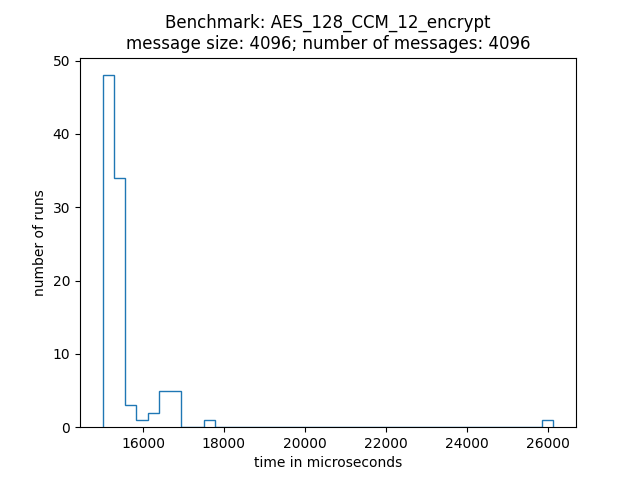 Benchmark: AES_128_CCM_12_encrypt
message size: 4096; number of messages: 4096
50
40
30
20
10
0
number of runs
16000 18000 20000 22000 24000 26000
time in microseconds